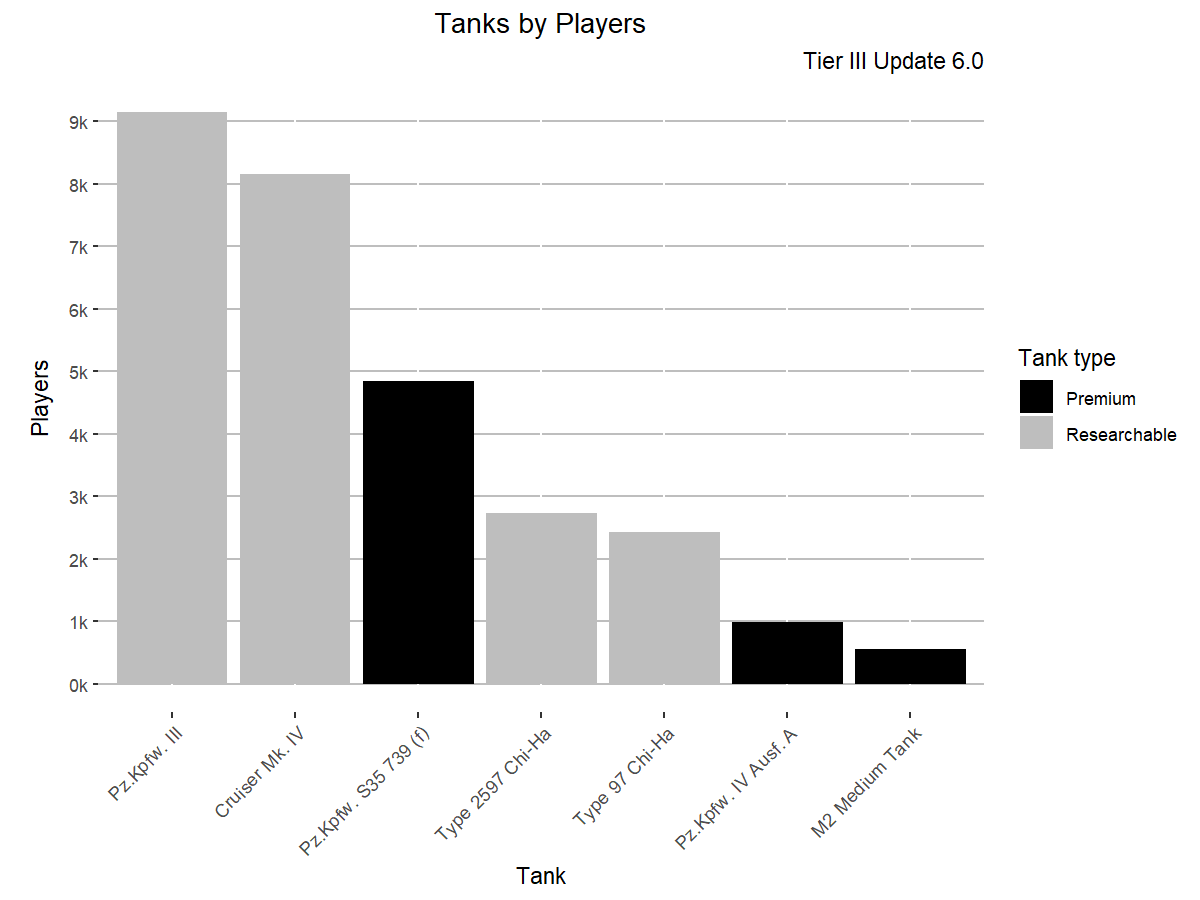 Tanks by Players
Tier III Update 6.0
9k
8k
7k
6k
5k
4k
3k
2k
1k
0k
Players
Pz.Kpfw. III
Cruiser Mk. IV
Pz.Kpfw. S35 739 (f)
Type 2597 Chi-Ha
Type 97 Chi-Ha
Pz.Kpfw. IV Ausf. A
M2 Medium Tank
Tank
Tank type
Premium
Researchable